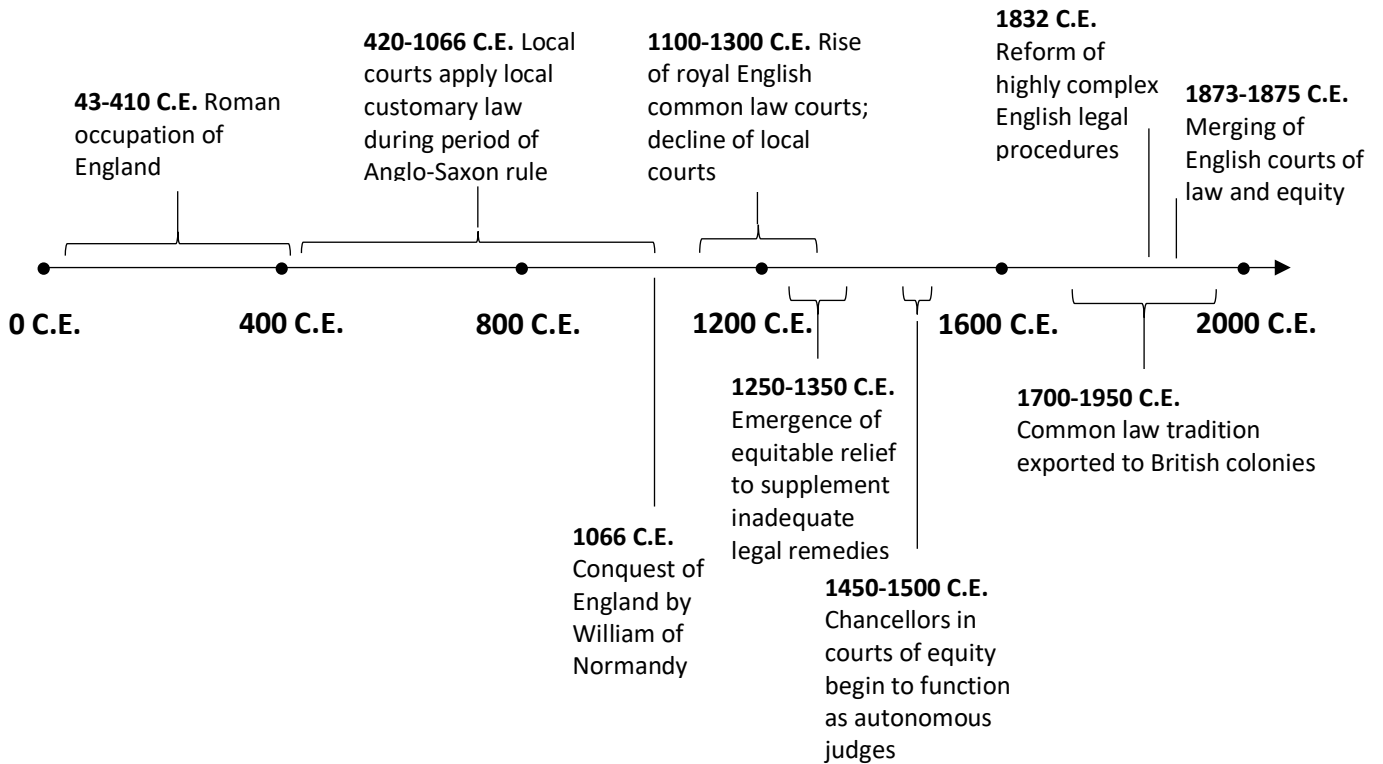 43-410 C.E. Roman
occupation of
England
420-1066 C.E. Local
courts apply local
customary law
during period of
Anglo-Saxon rule
1100-1300 C.E. Rise
of royal English
common law courts;
decline of local
courts
1832 C.E.
Reform of
highly complex
English legal
procedures
1873-1875 C.E.
Merging of
English courts of
law and equity
0 C.E.
400 C.E.
800 C.E.
1200 C.E.
1600 C.E.
2000 C.E.
1066 C.E.
Conquest of
England by
William of
Normandy
1250-1350 C.E.
Emergence of
equitable relief
to supplement
inadequate
legal remedies
1450-1500 C.E.
Chancellors in
courts of equity
begin to function
as autonomous
judges
1700-1950 C.E.
Common law tradition
exported to British colonies